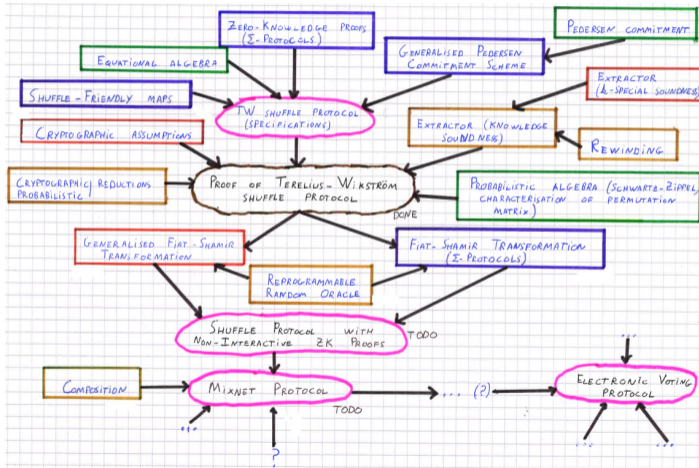 ZERO-KNOWLEDGE PROOFS
(Σ-PROTOCOLS)
PEDERSEN COMMITMENT
EQUATIONAL ALGEBRA
GENERALISED PEDERSEN
COMMITMENT SCHEME
SHUFFLE-FRIENDLY MAPS
TW SHUFFLE PROTOCOL
(SPECIFICATIONS)
EXTRACTOR
(k-SPECIAL SOUNDNESS)
CRYPTOGRAPHIC ASSUMPTIONS
EXTRACTOR (KNOWLEDGE
SOUNDNESS)
REWINDING
CRYPTOGRAPHIC REDUCTIONS
PROBABILISTIC
PROOF OF TERELIUS-WIKSTRÖM
SHUFFLE PROTOCOL
DONE
PROBABILISTIC ALGEBRA (SCHWARTZ-ZIPPEL,
CHARACTERISATION OF PERMUTATION
MATRIX)
GENERALISED FIAT-SHAMIR
TRANSFORMATION
FIAT-SHAMIR TRANSFORMATION
(Σ-PROTOCOLS)
REPROGRAMMABLE
RANDOM ORACLE
SHUFFLE PROTOCOL WITH
NON-INTERACTIVE ZK PROOFS
TODO
...
COMPOSITION
MIXNET PROTOCOL
TODO
... (?)
ELECTRONIC VOTING
PROTOCOL
...
?
...
...